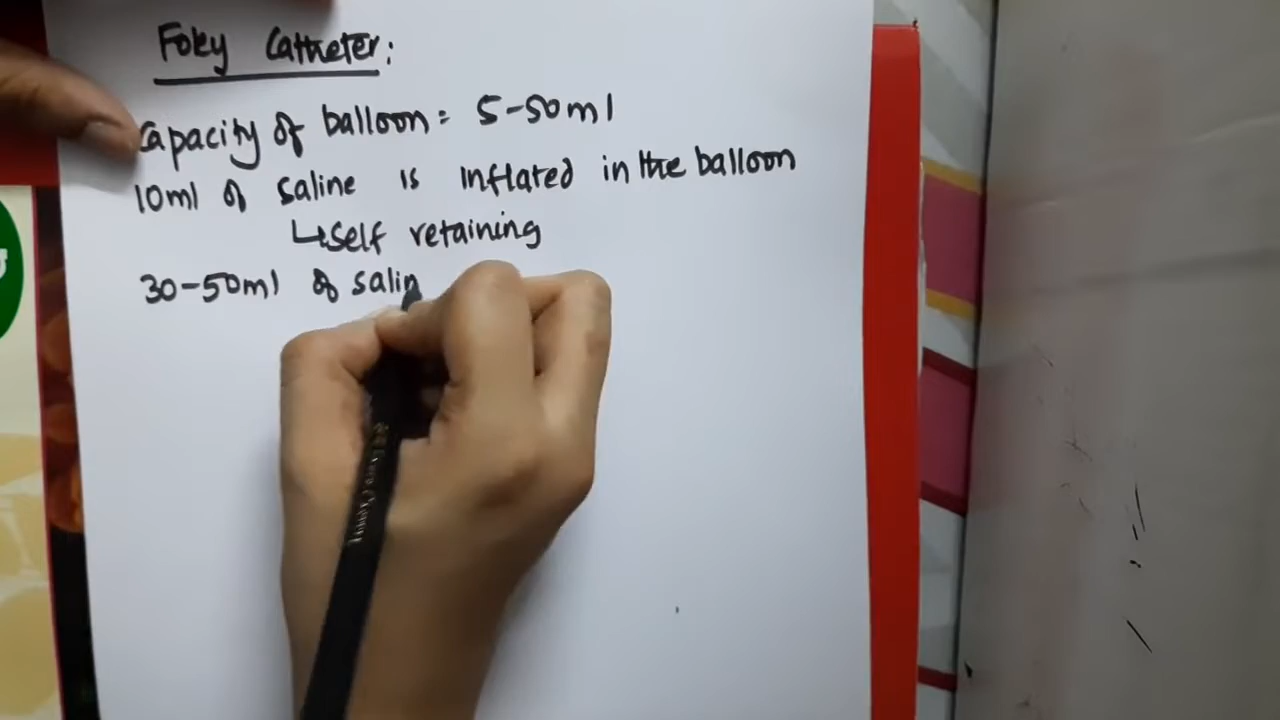 Foley Catheter:
Capacity of balloon = 5-50ml
10ml of saline is inflated in the balloon
↳ self retaining
30-50ml of salin